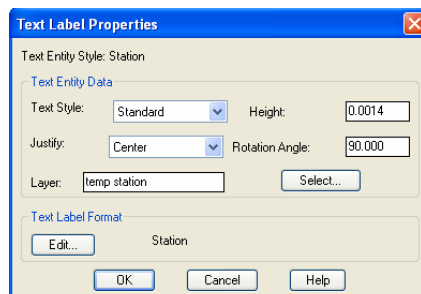 Text Label Properties
Text Entity Style: Station
Text Entity Data
Text Style: Standard Height: 0.0014
Justify: Center Rotation Angle: 90.000
Layer: temp station Select...
Text Label Format
Edit... Station
OK Cancel Help